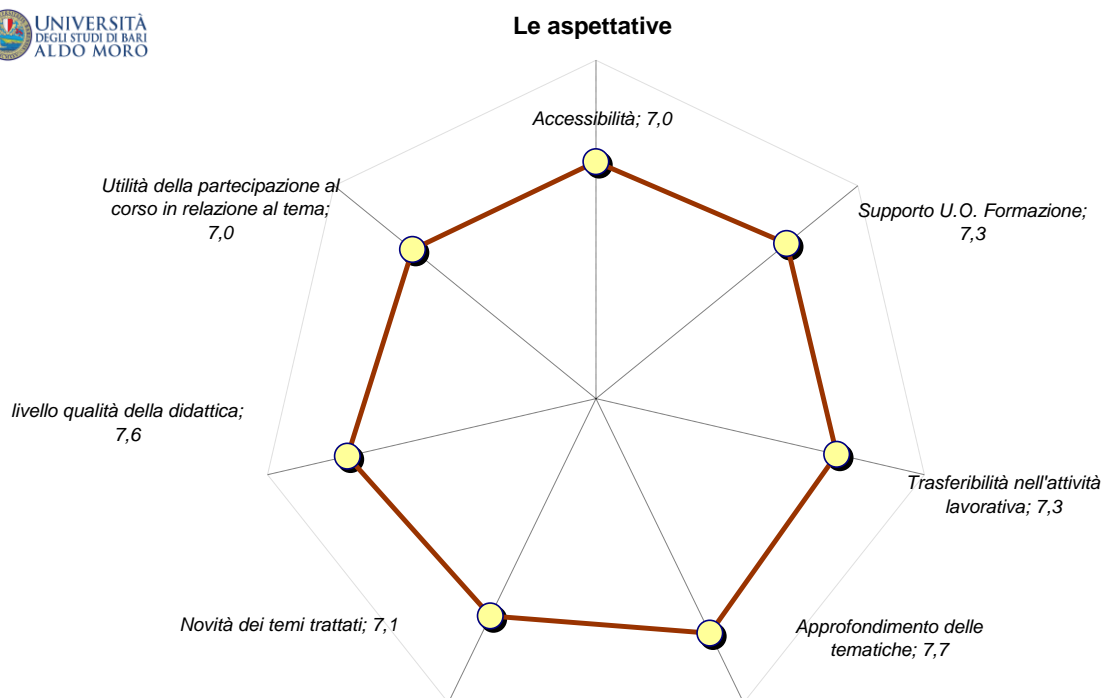 UNIVERSITÀ
DEGLI STUDI DI BARI
ALDO MORO
Le aspettative
Accessibilità; 7,0
Utilità della partecipazione al
corso in relazione al tema;
7,0
Supporto U.O. Formazione;
7,3
livello qualità della didattica;
7,6
Trasferibilità nell'attività
lavorativa; 7,3
Novità dei temi trattati; 7,1
Approfondimento delle
tematiche; 7,7